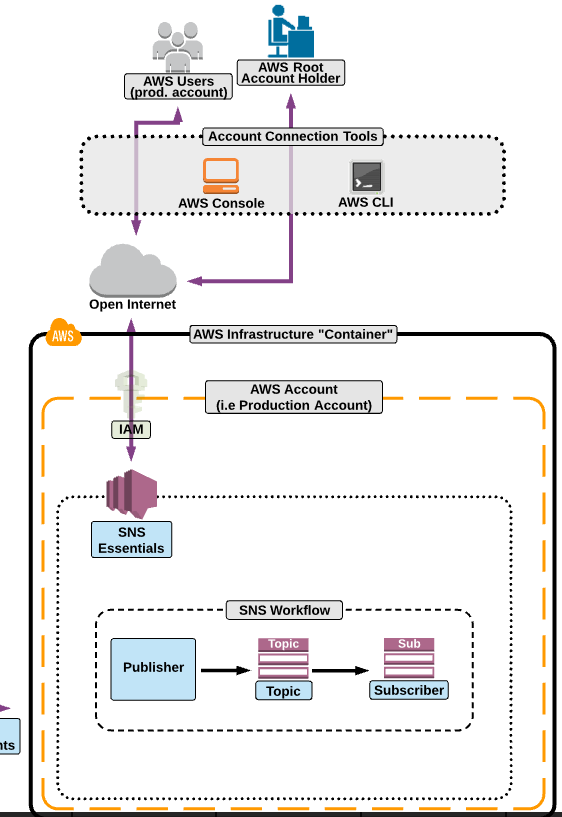 AWS Users
(prod. account)
AWS Root
Account Holder
Account Connection Tools
AWS Console
AWS CLI
Open Internet
AWS
AWS Infrastructure "Container"
AWS Account
(i.e Production Account)
IAM
SNS
Essentials
SNS Workflow
Publisher
Topic
Topic
Sub
Subscriber
nts